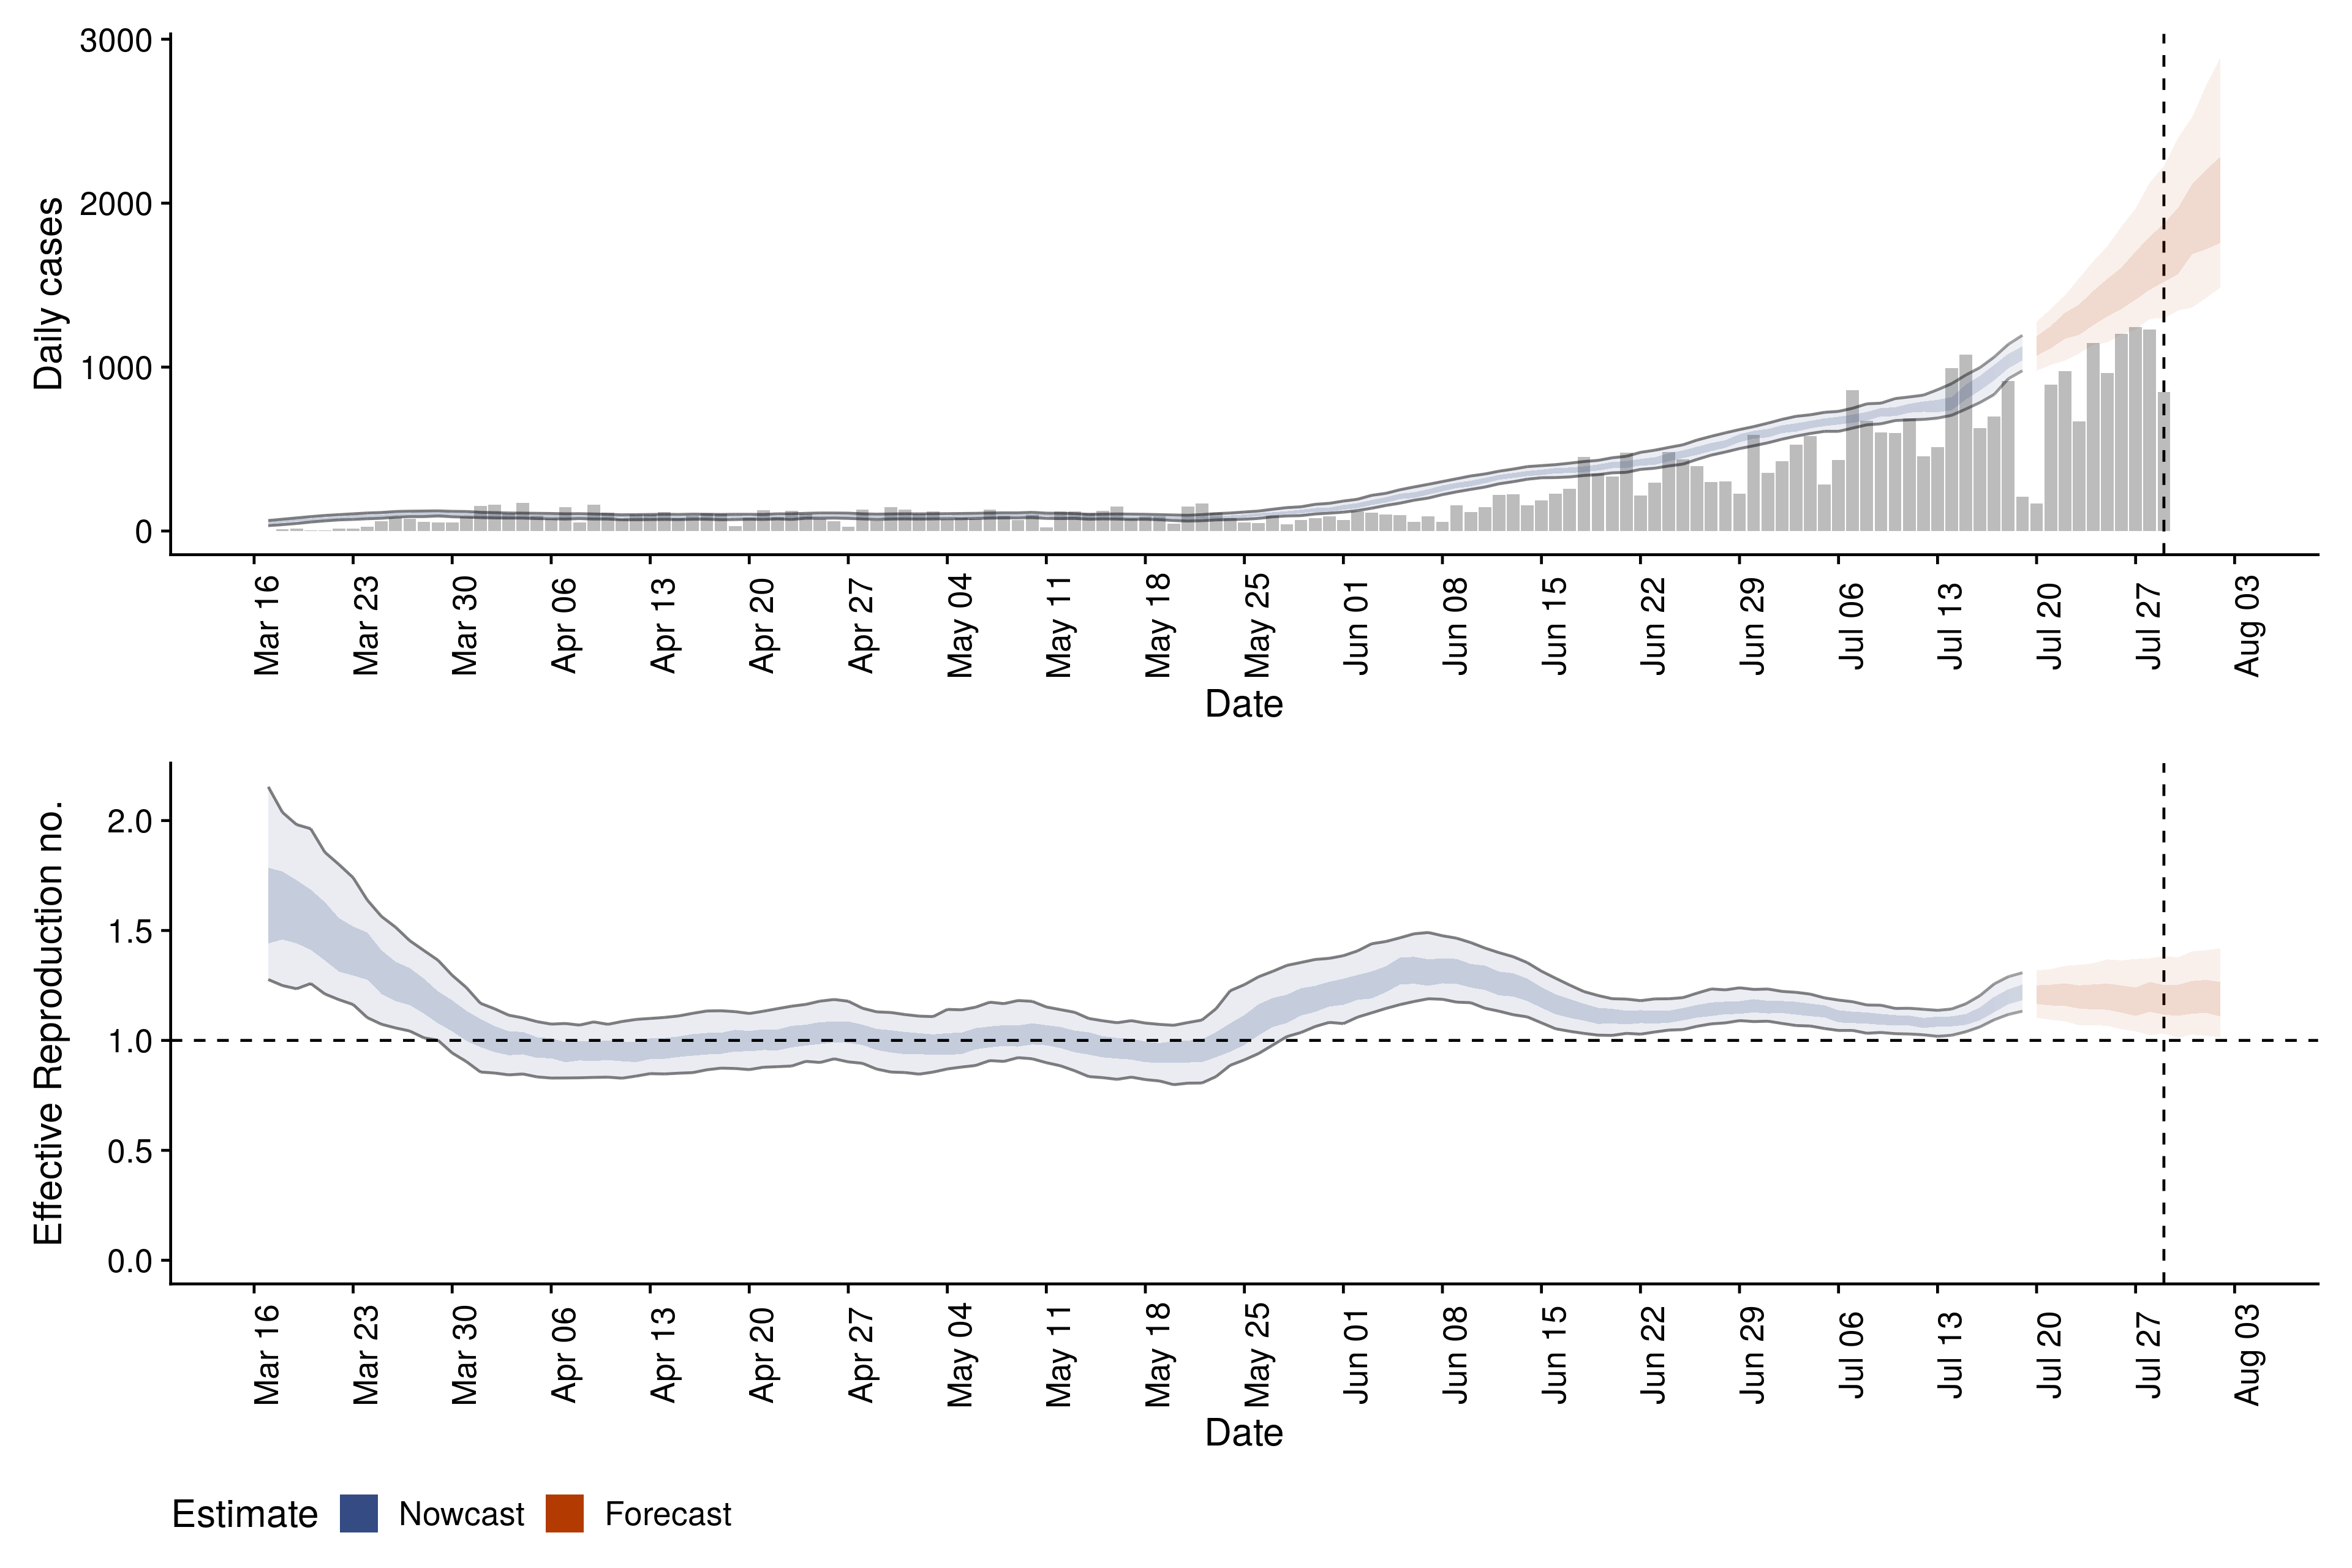 Daily cases
3000
2000
1000
0
Mar 16
Mar 23
Mar 30
Apr 06
Apr 13
Apr 20
Apr 27
May 04
May 11
May 18
May 25
Jun 01
Jun 08
Jun 15
Jun 22
Jun 29
Jul 06
Jul 13
Jul 20
Jul 27
Aug 03
Date
Effective Reproduction no.
2.0
1.5
1.0
0.5
0.0
Mar 16
Mar 23
Mar 30
Apr 06
Apr 13
Apr 20
Apr 27
May 04
May 11
May 18
May 25
Jun 01
Jun 08
Jun 15
Jun 22
Jun 29
Jul 06
Jul 13
Jul 20
Jul 27
Aug 03
Date
Estimate Nowcast Forecast